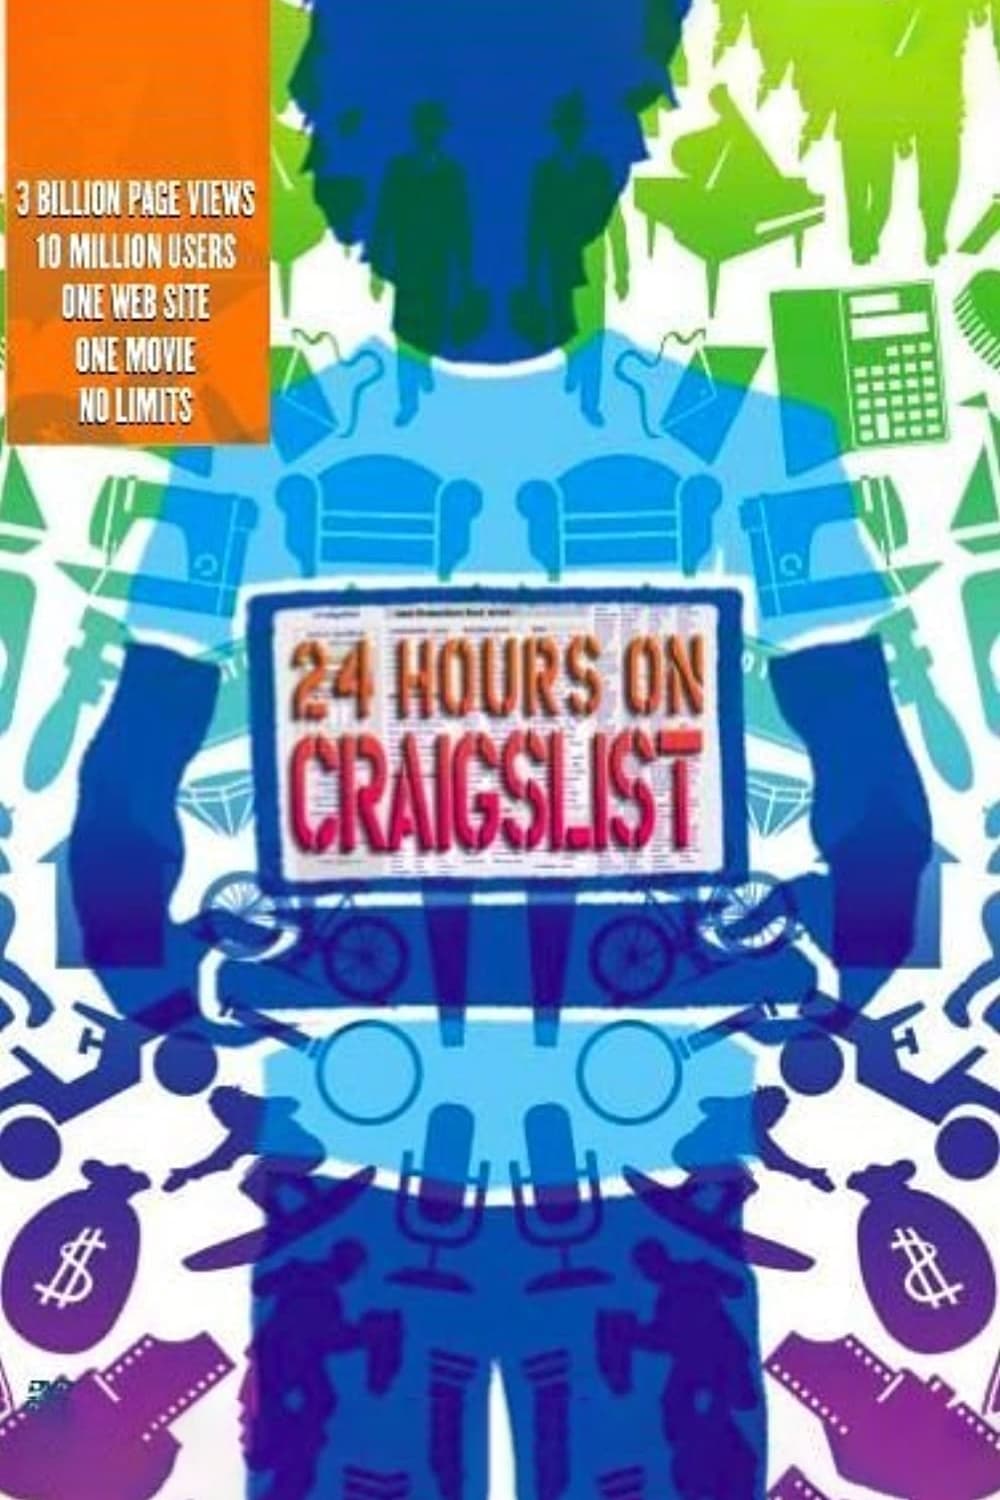 3 BILLION PAGE VIEWS
10 MILLION USERS
ONE WEB SITE
ONE MOVIE
NO LIMITS
24 HOURS ON
CRAIGSLIST
$ $